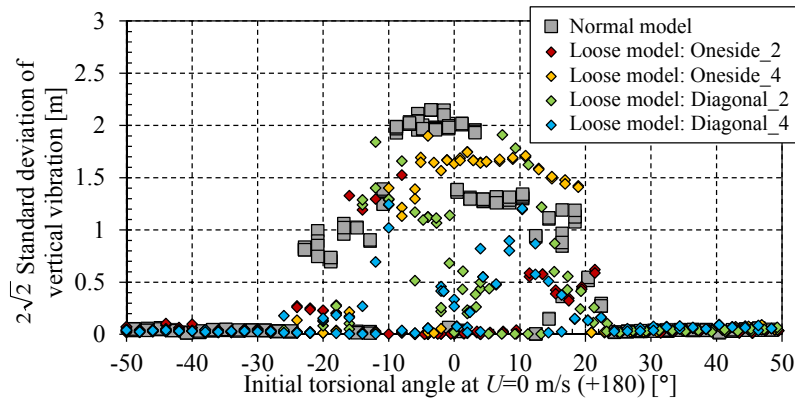 2√2 Standard deviation of
vertical vibration [m]
3
2.5
2
1.5
1
0.5
0
-50 -40 -30 -20 -10 0 10 20 30 40 50
Initial torsional angle at U=0 m/s (+180) [°]
Normal model
Loose model: Oneside_2
Loose model: Oneside_4
Loose model: Diagonal_2
Loose model: Diagonal_4